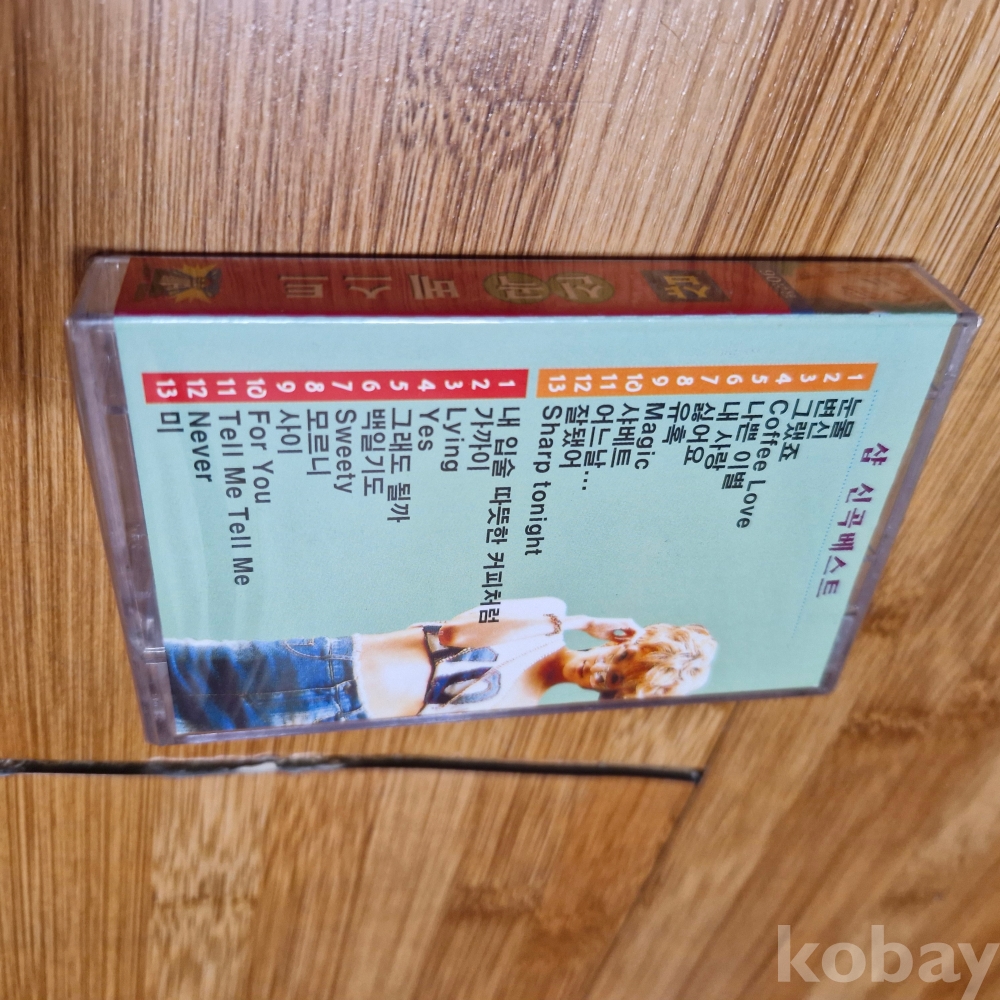 샵 신곡 베스트
샵 신곡베스트
1 눈물
2 변신
3 그랬죠
4 Coffee Love
5 나쁜 이별
6 내 사랑
7 싫어요
8 유혹
9 Magic
10 샤베트
11 어느날...
12 잘됐어
13 Sharp tonight
1 내 입술 따뜻한 커피처럼
2 가까이
3 Lying
4 Yes
5 그래도 될까
6 백일기도
7 Sweety
8 모르니
9 사이
10 For You
11 Tell Me Tell Me
12 Never
13 미
kobay